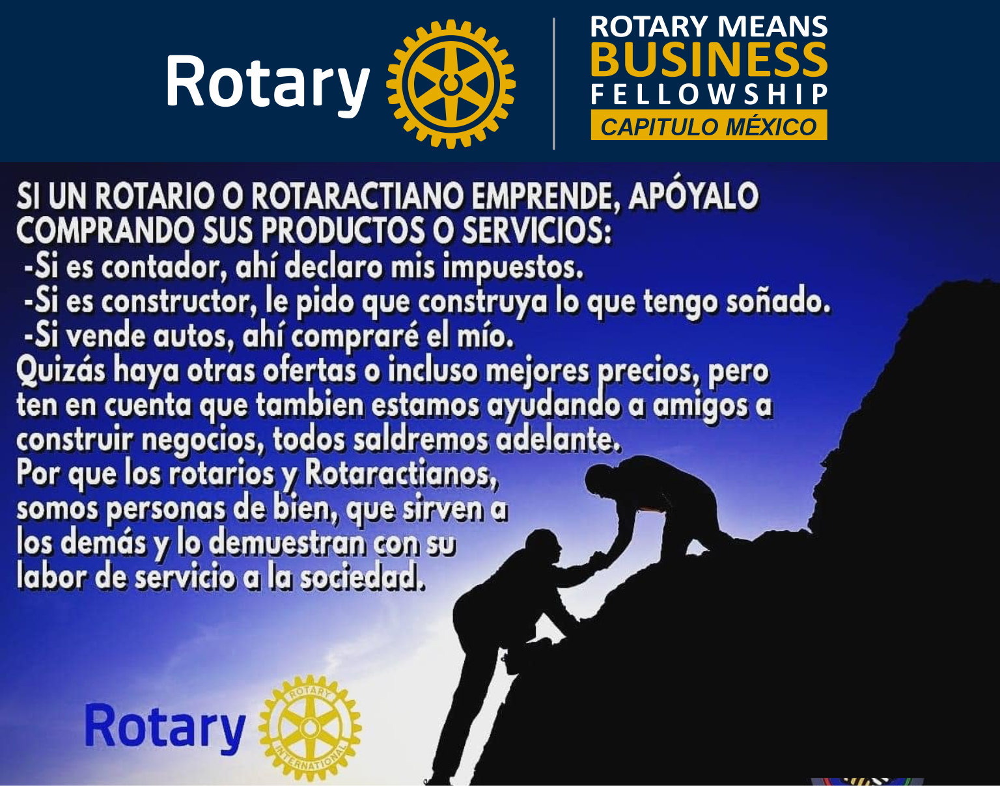 Rotary
ROTARY MEANS
BUSINESS
FELLOWSHIP
CAPITULO MÉXICO
SI UN ROTARIO O ROTARACTIANO EMPRENDE, APÓYALO
COMPRANDO SUS PRODUCTOS O SERVICIOS:
-Si es contador, ahí declaro mis impuestos.
-Si es constructor, le pido que construya lo que tengo soñado.
-Si vende autos, ahí compraré el mío.
Quizás haya otras ofertas o incluso mejores precios, pero
ten en cuenta que tambien estamos ayudando a amigos a
construir negocios, todos saldremos adelante.
Por que los rotarios y Rotaractianos,
somos personas de bien, que sirven a
los demás y lo demuestran con su
labor de servicio a la sociedad.
Rotary
ROTARY
INTERNATIONAL